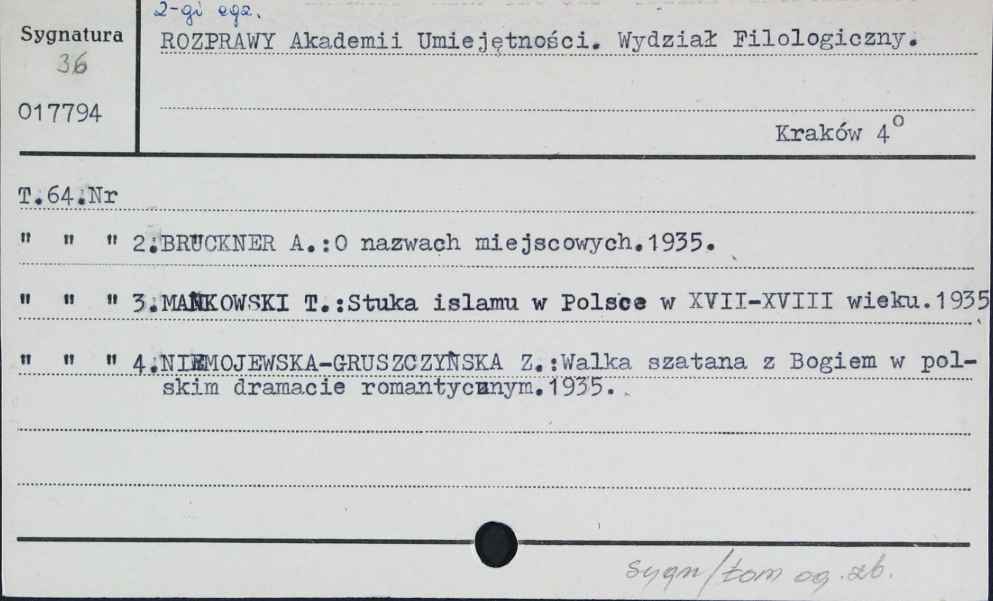 2-gi egz.
Sygnatura
ROZPRAWY Akademii Umiejętności. Wydział Filologiczny.
36
017794
Kraków 4°
T.64.Nr
" " " 2.BRUCKNER A.:O nazwach miejscowych.1935.
" " " 3.MAŃKOWSKI T.:Stuka islamu w Polsce w XVII-XVIII wieku.1935
" " " 4.NIEMOJEWSKA-GRUSZCZYŃSKA Z.:Walka szatana z Bogiem w pol-
skim dramacie romantycznym.1935.
sygn/tom og. zb.